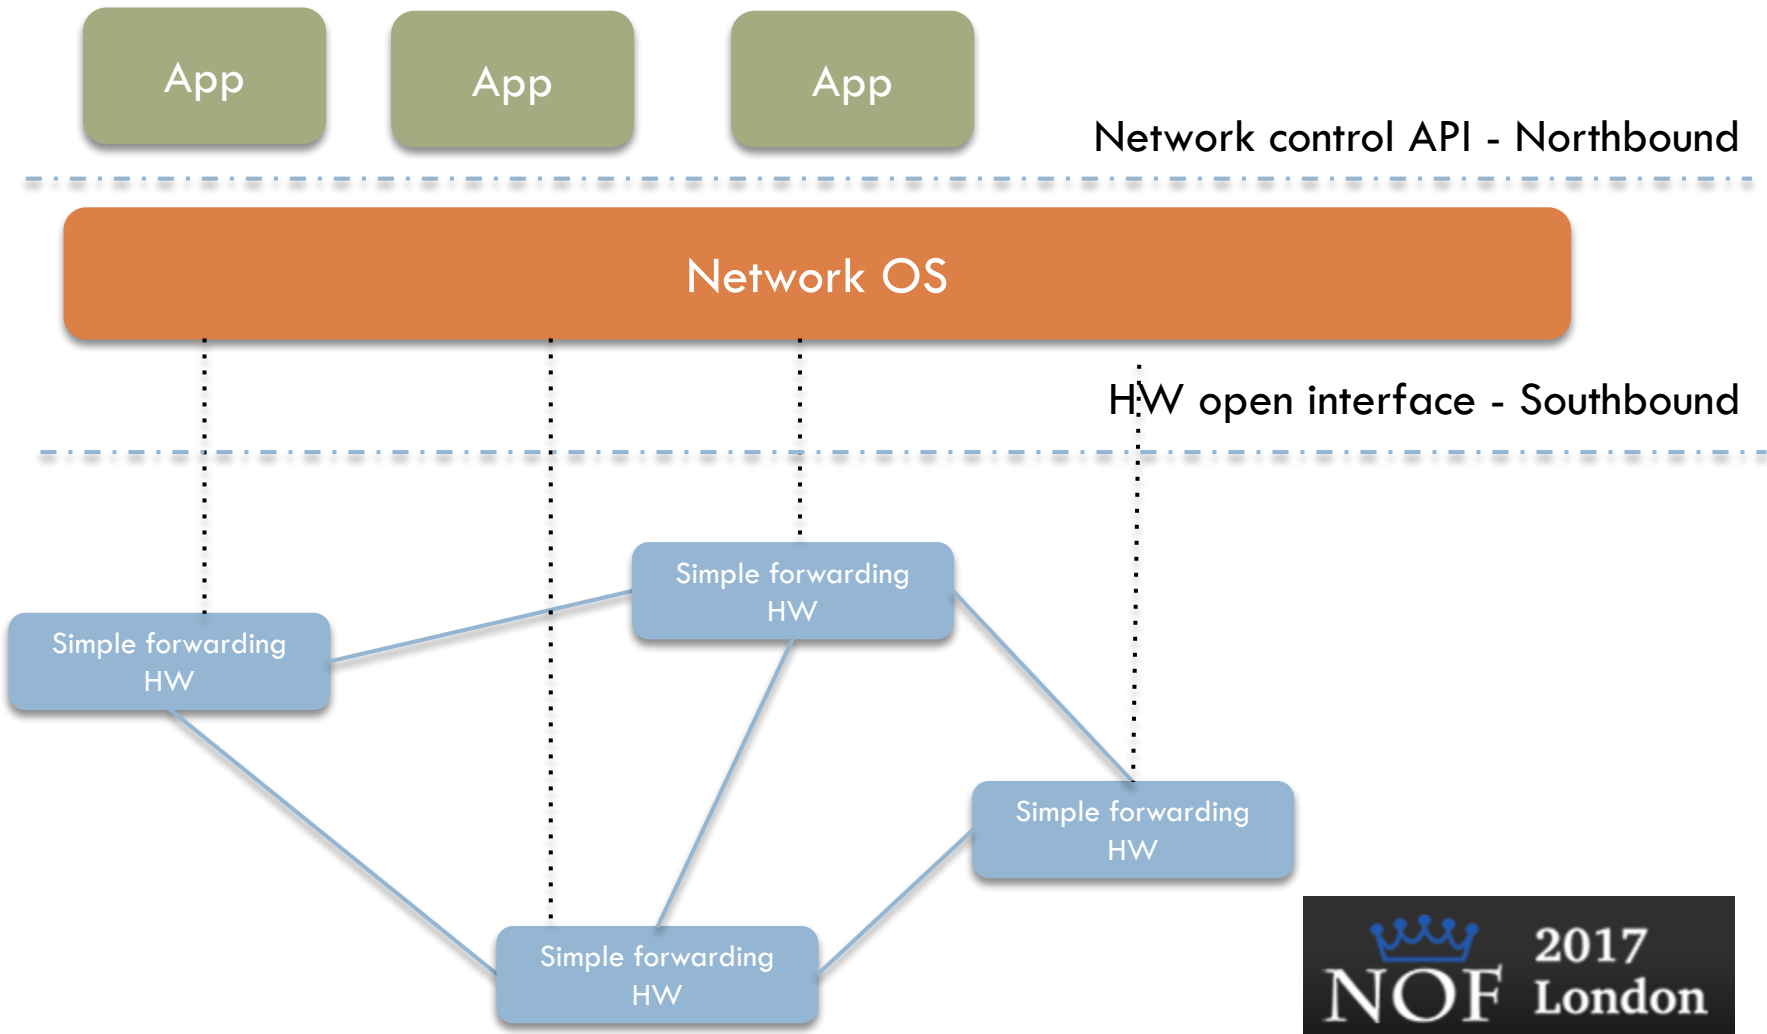 App
App
App
Network control API - Northbound
Network OS
HW open interface - Southbound
Simple forwarding
HW
Simple forwarding
HW
Simple forwarding
HW
Simple forwarding
HW
NOF
2017
London